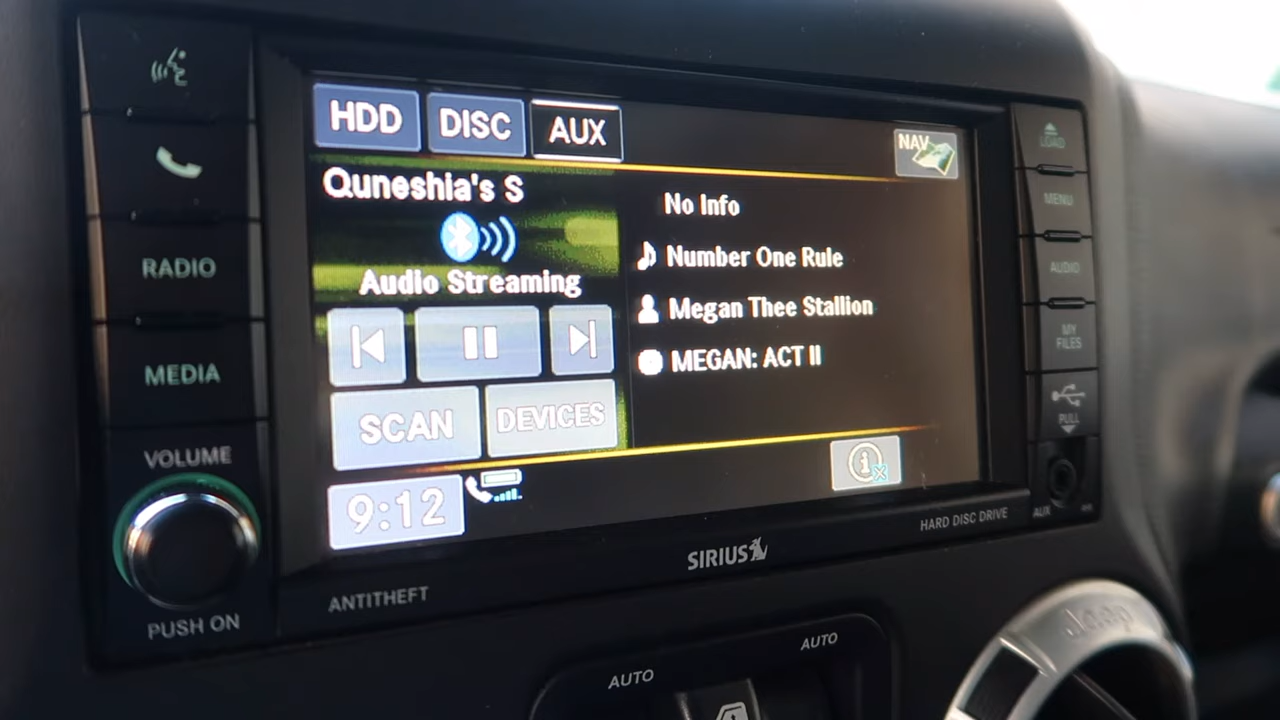 HDD DISC AUX
NAV
Quneshia's S
Audio Streaming
SCAN DEVICES
9:12
No Info
Number One Rule
Megan Thee Stallion
MEGAN: ACT II
RADIO
MEDIA
VOLUME
PUSH ON
ANTITHEFT
SIRIUS
HARD DISC DRIVE
LOAD
MENU
AUDIO
MY
FILES
PULL
AUX
AUTO
AUTO
Jeep